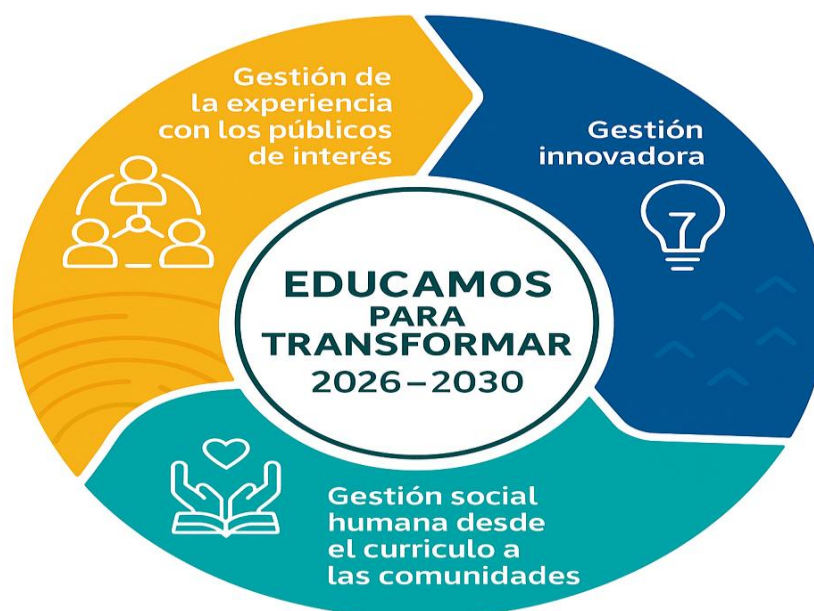 Gestión de
la experiencia
con los públicos
de interés
Gestión
innovadora
7
EDUCAMOS
PARA
TRANSFORMAR
2026–2030
Gestión social
humana desde
el curriculo a
las comunidades